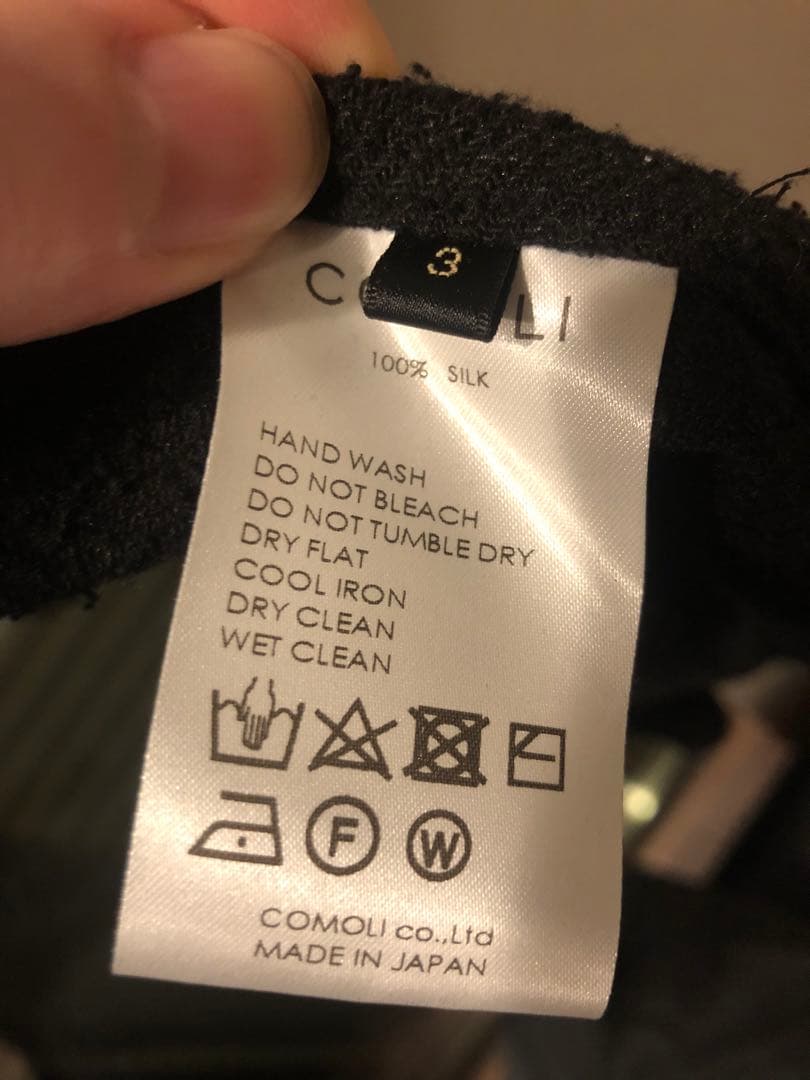 3
LI
100% SILK
HAND WASH
DO NOT BLEACH
DO NOT TUMBLE DRY
DRY FLAT
COOL IRON
DRY CLEAN
WET CLEAN
F W
COMOLI co.,Ltd
MADE IN JAPAN